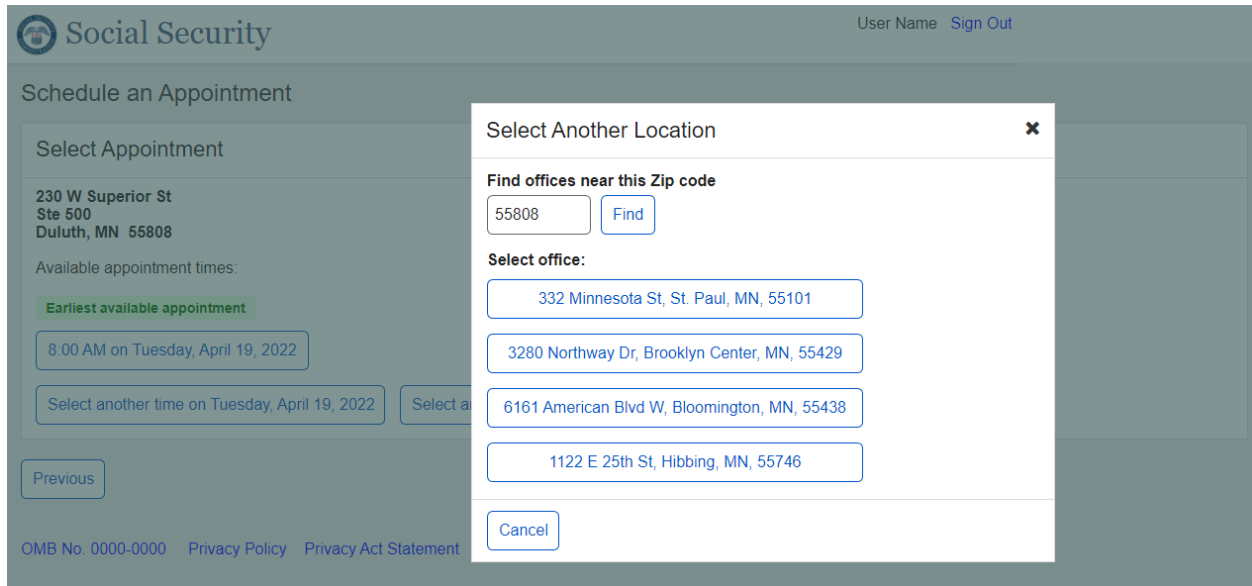 Social Security
User Name Sign Out
Schedule an Appointment
Select Appointment
230 W Superior St
Ste 500
Duluth, MN 55808
Available appointment times:
Earliest available appointment
8:00 AM on Tuesday, April 19, 2022
Select another time on Tuesday, April 19, 2022
Select
Previous
OMB No. 0000-0000 Privacy Policy Privacy Act Statement
Select Another Location
Find offices near this Zip code
55808 Find
Select office:
332 Minnesota St, St. Paul, MN, 55101
3280 Northway Dr, Brooklyn Center, MN, 55429
6161 American Blvd W, Bloomington, MN, 55438
1122 E 25th St, Hibbing, MN, 55746
Cancel